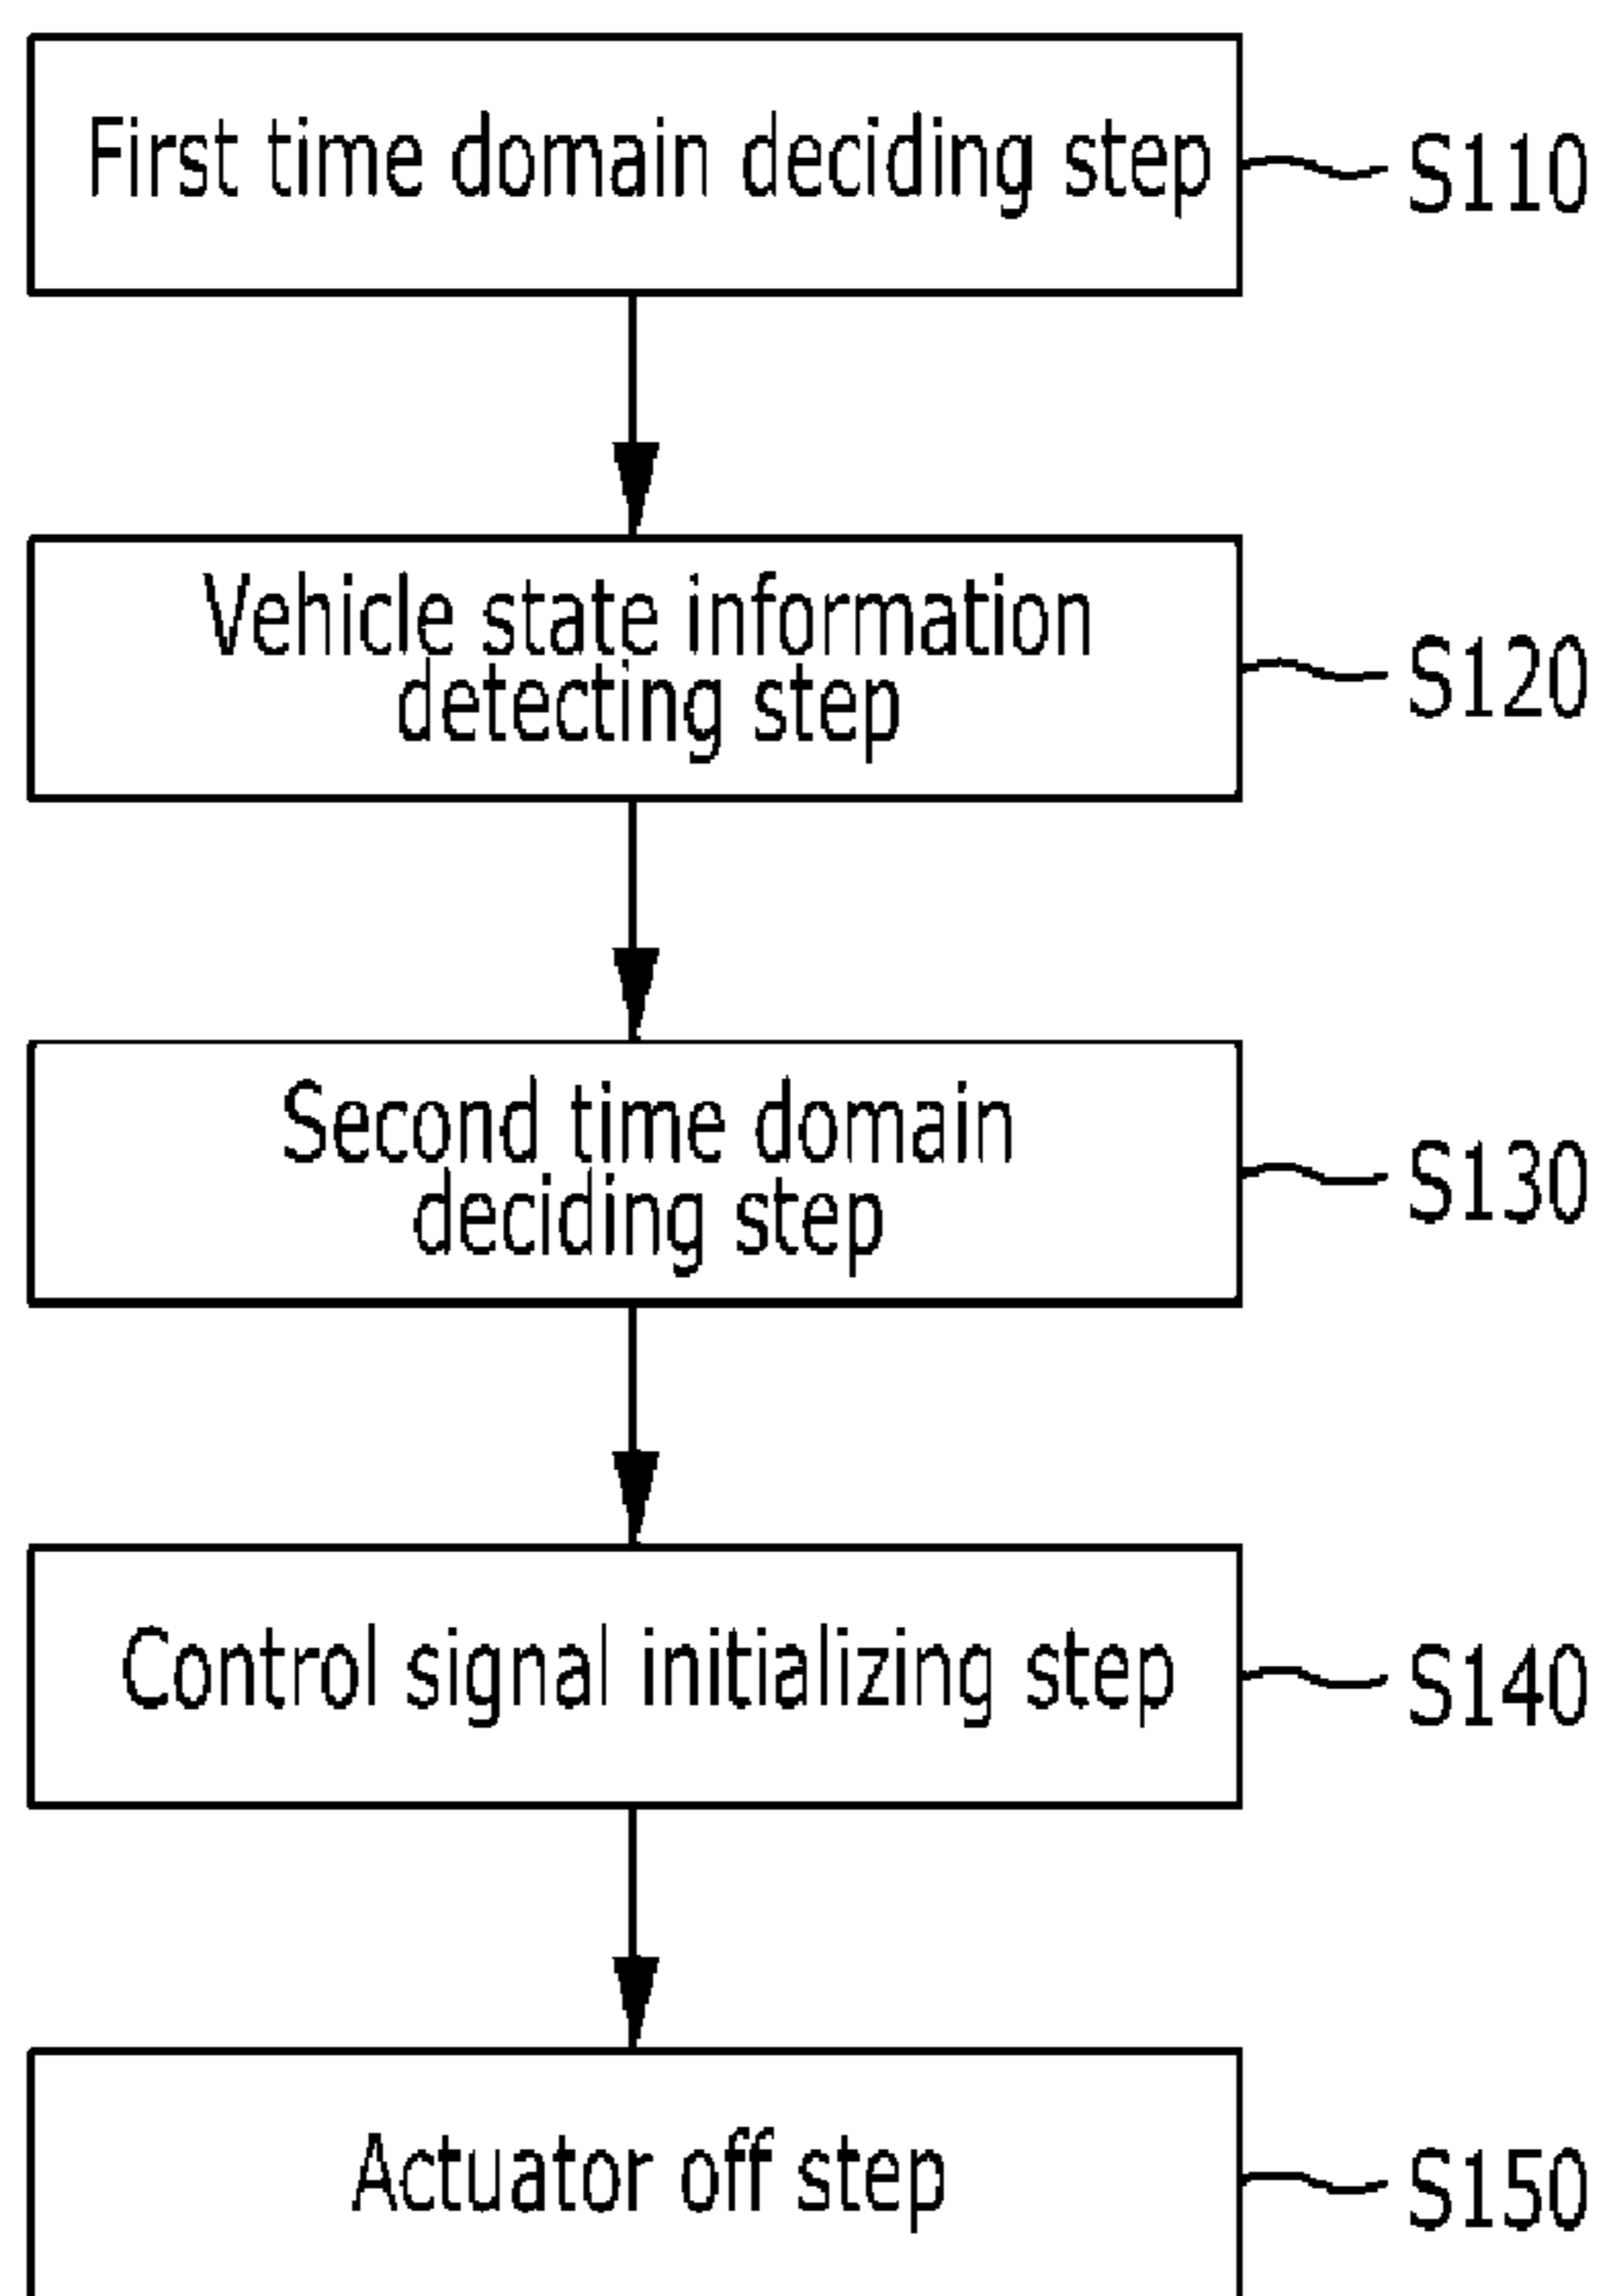 First time domain deciding step
S110
Vehicle state information
detecting step
S120
Second time domain
deciding step
S130
Control signal initializing step
S140
Actuator off step
S150